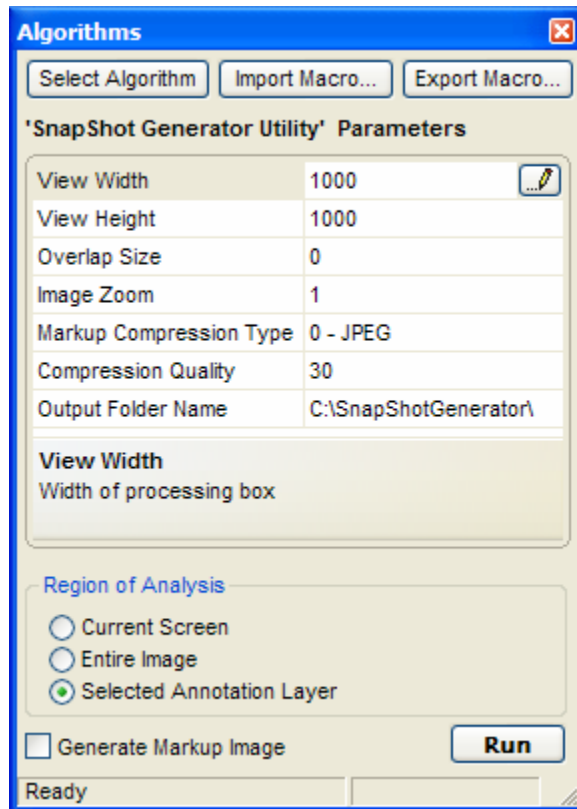 Algorithms
Select Algorithm Import Macro... Export Macro...
'SnapShot Generator Utility' Parameters
View Width 1000
View Height 1000
Overlap Size 0
Image Zoom 1
Markup Compression Type 0 - JPEG
Compression Quality 30
Output Folder Name C:\SnapShotGenerator\
View Width
Width of processing box
Region of Analysis
Current Screen
Entire Image
Selected Annotation Layer
Generate Markup Image Run
Ready